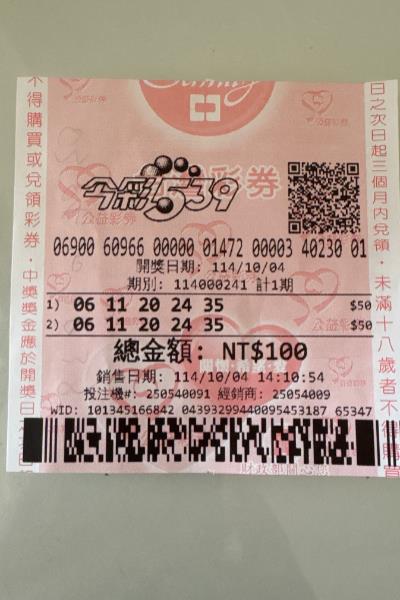 今彩539
06900 60966 00000 01472 00003 40230 01
開獎日期: 114/10/04
期別: 114000241 計1期
1) 06 11 20 24 35 $50
2) 06 11 20 24 35 $50
總金額: NT$100
銷售日期: 114/10/04 14:10:54
投注機#: 250540091 經銷商: 25054009
WID: 101345166842 04393299440095453187 65347
不得購買或兌領彩券。中獎獎金應於開獎日
日之次日起三個月內兌領。未滿十八歲者不得購買
公益彩券